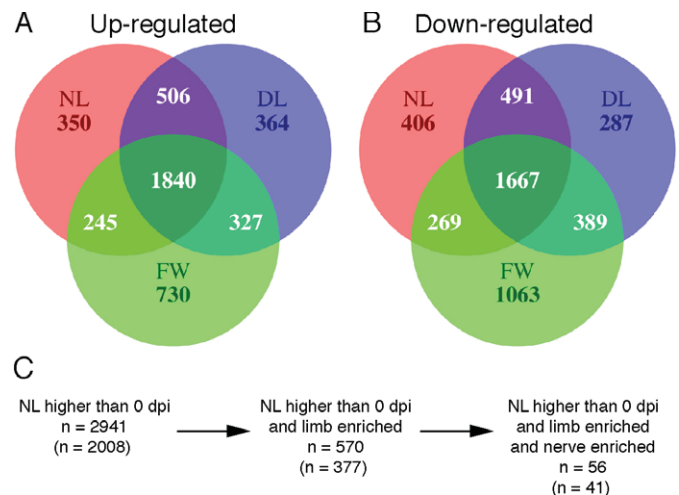 A Up-regulated
B Down-regulated
NL
350
506
DL
364
1840
245
327
FW
730
NL
406
491
DL
287
1667
269
389
FW
1063
C
NL higher than 0 dpi
n = 2941
(n = 2008)
NL higher than 0 dpi
and limb enriched
n = 570
(n = 377)
NL higher than 0 dpi
and limb enriched
and nerve enriched
n = 56
(n = 41)